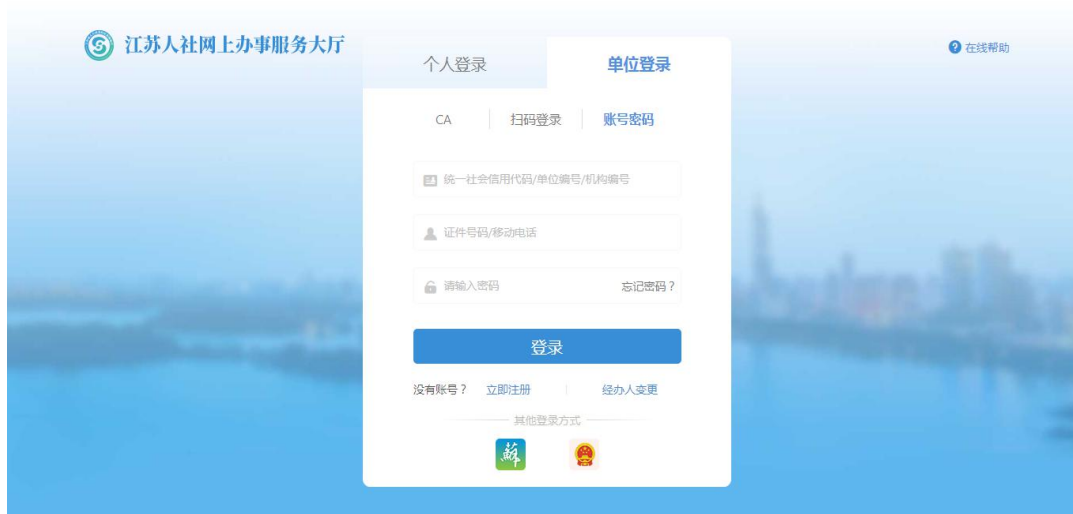 江苏人社网上办事服务大厅
在线帮助
个人登录 单位登录
CA 扫码登录 账号密码
统一社会信用代码/单位编号/机构编号
证件号码/移动电话
请输入密码 忘记密码？
登录
没有账号？ 立即注册 经办人变更
其他登录方式
蘇